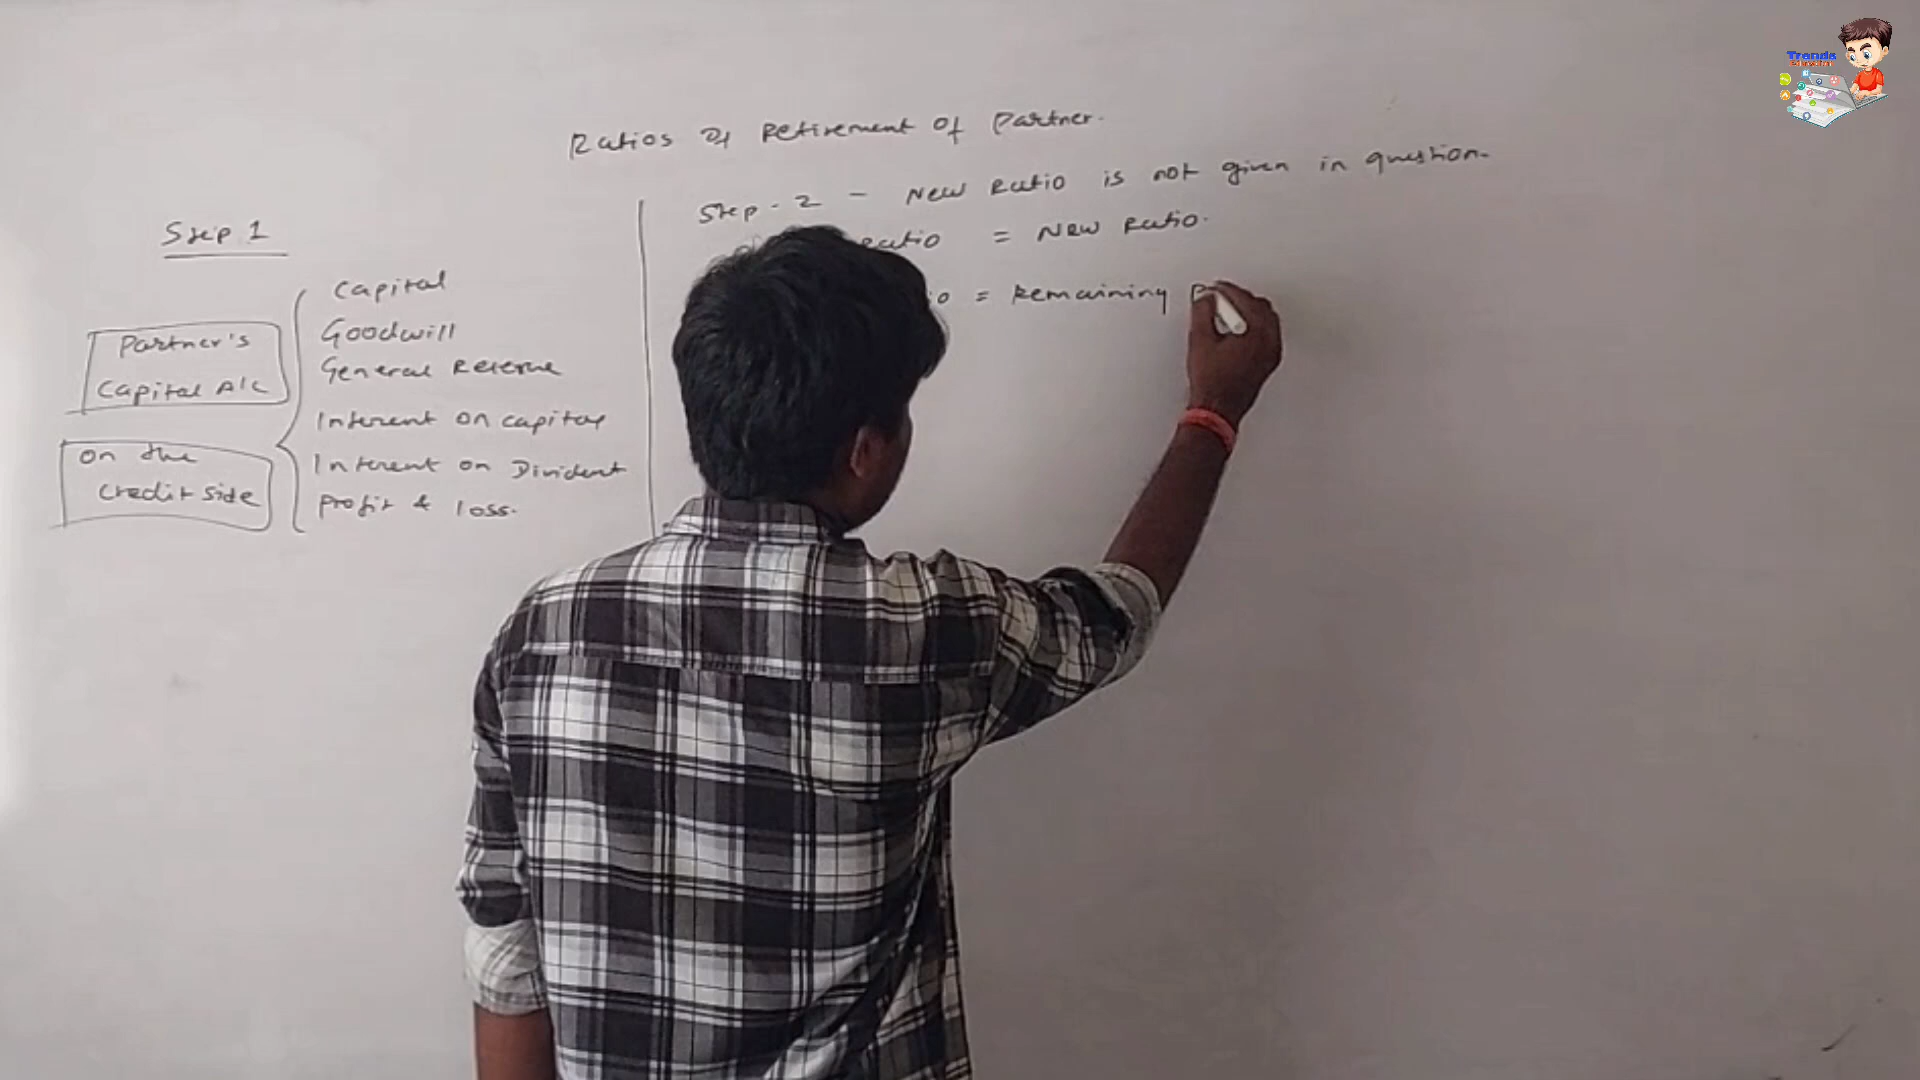 Ratios of Retirement of Partner.
Step 1
Partner's
Capital A/C
on the
Credit side
Capital
Goodwill
General Reserve
Interest on capital
Interest on Divident
Profit & loss.
Step - 2 - New Ratio is not given in question.
Ratio = New Ratio.
io = Remaining P
Trends